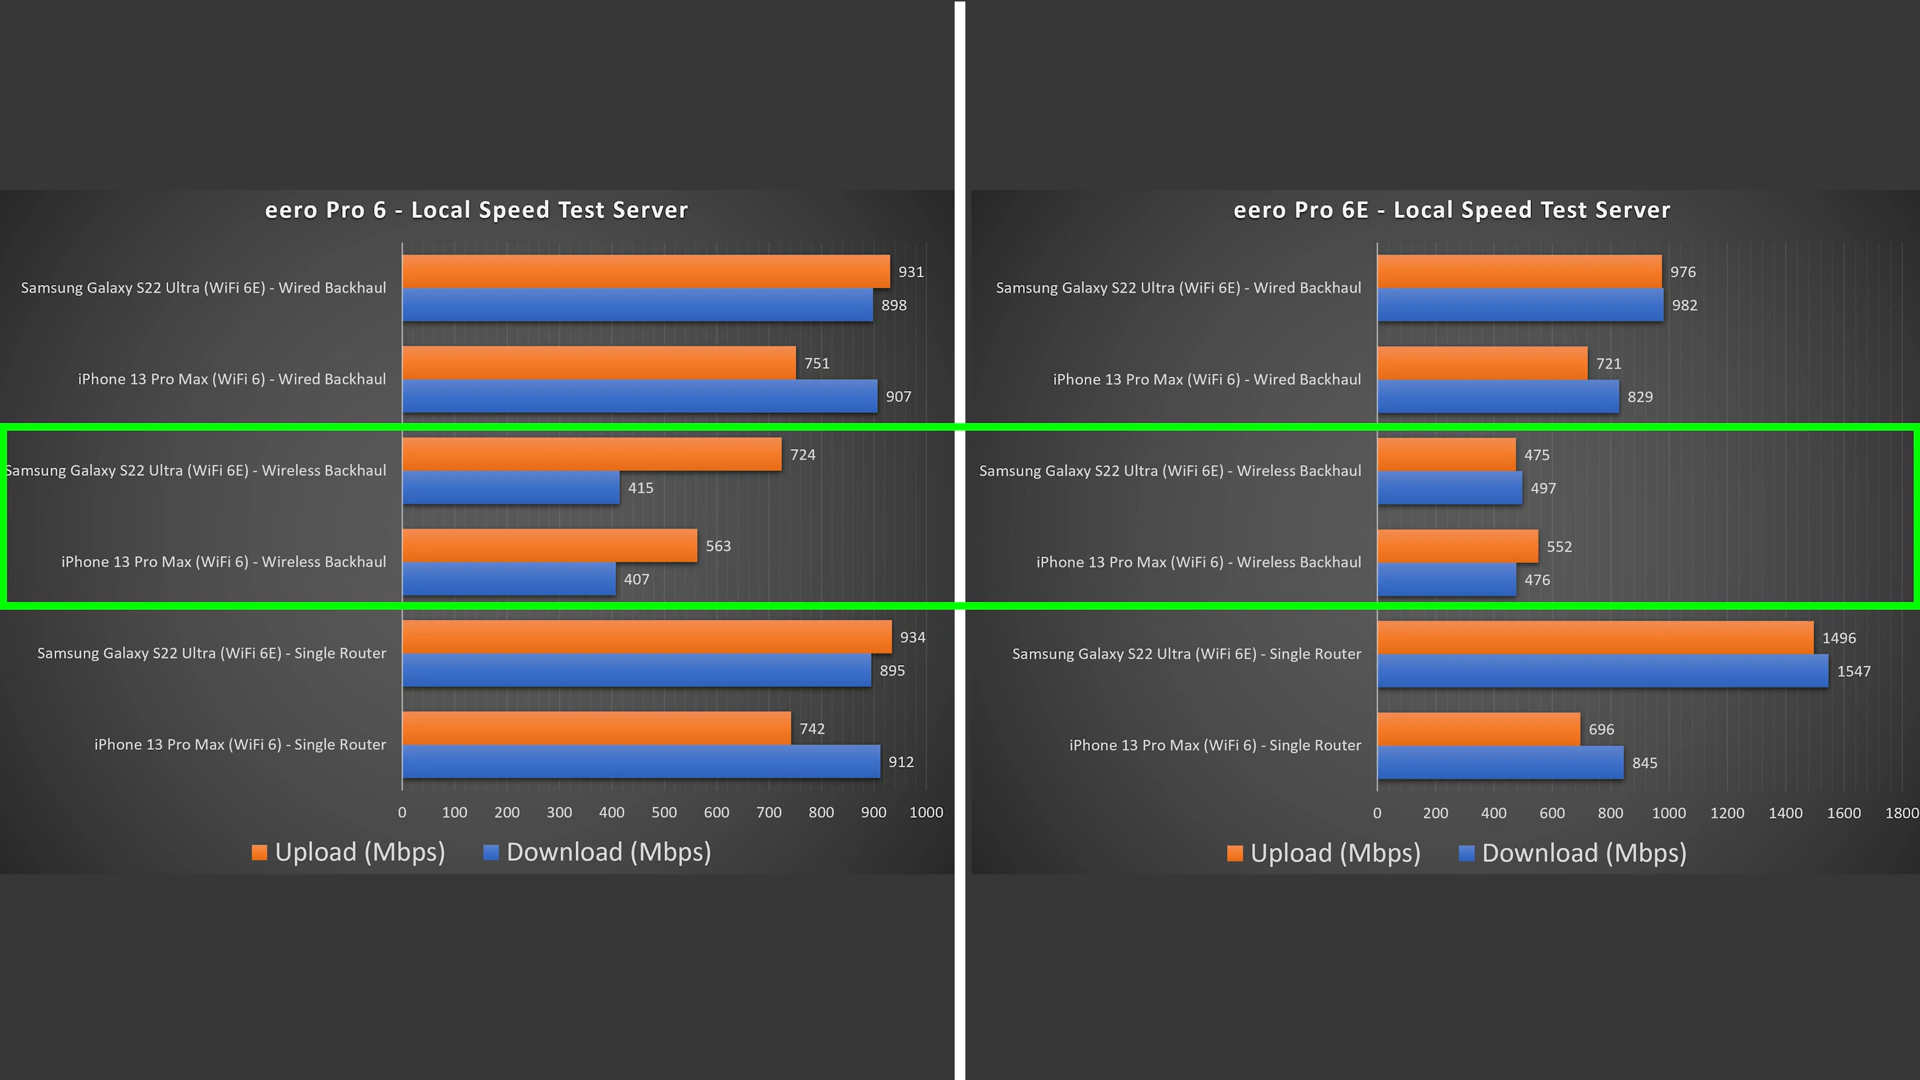 eero Pro 6 - Local Speed Test Server
Samsung Galaxy S22 Ultra (WiFi 6E) - Wired Backhaul
931
898
iPhone 13 Pro Max (WiFi 6) - Wired Backhaul
751
907
Samsung Galaxy S22 Ultra (WiFi 6E) - Wireless Backhaul
724
415
iPhone 13 Pro Max (WiFi 6) - Wireless Backhaul
563
407
Samsung Galaxy S22 Ultra (WiFi 6E) - Single Router
934
895
iPhone 13 Pro Max (WiFi 6) - Single Router
742
912
0 100 200 300 400 500 600 700 800 900 1000
Upload (Mbps) Download (Mbps)
eero Pro 6E - Local Speed Test Server
Samsung Galaxy S22 Ultra (WiFi 6E) - Wired Backhaul
976
982
iPhone 13 Pro Max (WiFi 6) - Wired Backhaul
721
829
Samsung Galaxy S22 Ultra (WiFi 6E) - Wireless Backhaul
475
497
iPhone 13 Pro Max (WiFi 6) - Wireless Backhaul
552
476
Samsung Galaxy S22 Ultra (WiFi 6E) - Single Router
1496
1547
iPhone 13 Pro Max (WiFi 6) - Single Router
696
845
0 200 400 600 800 1000 1200 1400 1600 1800
Upload (Mbps) Download (Mbps)